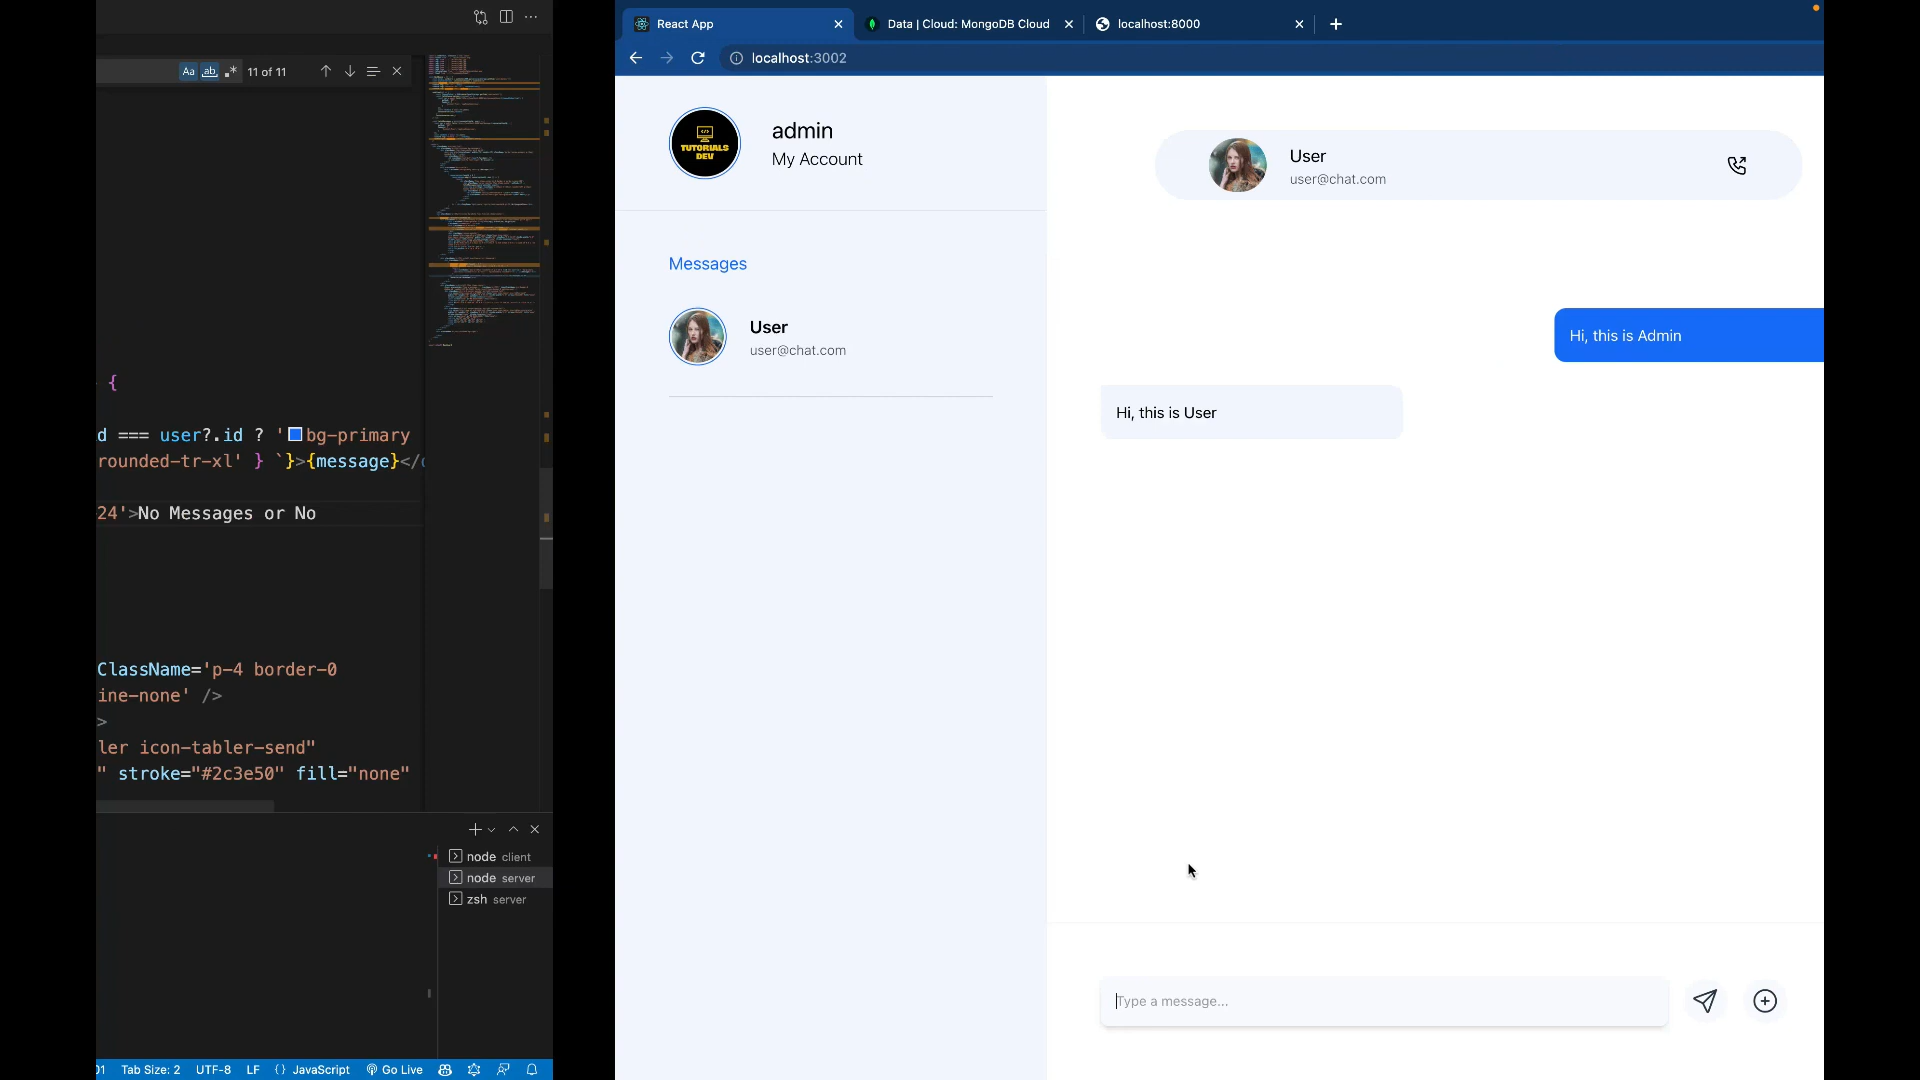 11 of 11
{
d === user?.id ? 'bg-primary
rounded-tr-xl' } `}>{message}</
24'>No Messages or No
ClassName='p-4 border-0
ine-none' />
>
ler icon-tabler-send"
" stroke="#2c3e50" fill="none"
node client
node server
zsh server
Tab Size: 2 UTF-8 LF {} JavaScript Go Live
React App
Data | Cloud: MongoDB Cloud
localhost:8000
localhost:3002
TUTORIALS
DEV
admin
My Account
Messages
User
user@chat.com
User
user@chat.com
Hi, this is Admin
Hi, this is User
Type a message...